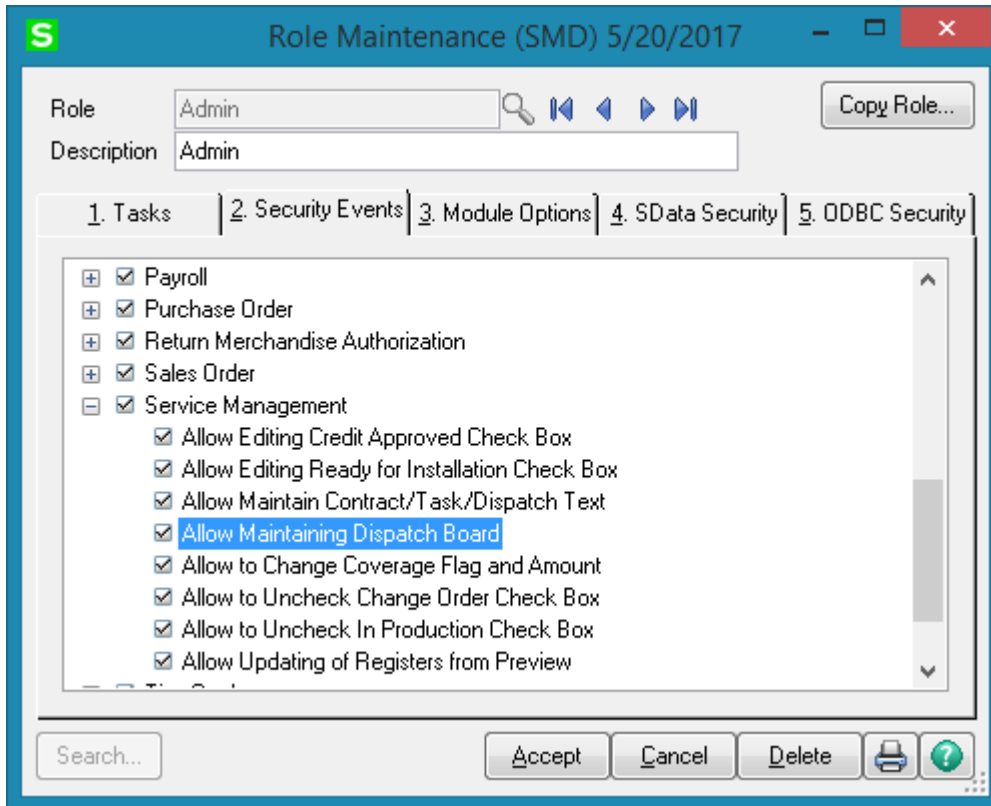 S Role Maintenance (SMD) 5/20/2017
Role Admin Copy Role...
Description Admin
1. Tasks 2. Security Events 3. Module Options 4. SData Security 5. ODBC Security
Payroll
Purchase Order
Return Merchandise Authorization
Sales Order
Service Management
Allow Editing Credit Approved Check Box
Allow Editing Ready for Installation Check Box
Allow Maintain Contract/Task/Dispatch Text
Allow Maintaining Dispatch Board
Allow to Change Coverage Flag and Amount
Allow to Uncheck Change Order Check Box
Allow to Uncheck In Production Check Box
Allow Updating of Registers from Preview
Search... Accept Cancel Delete ?